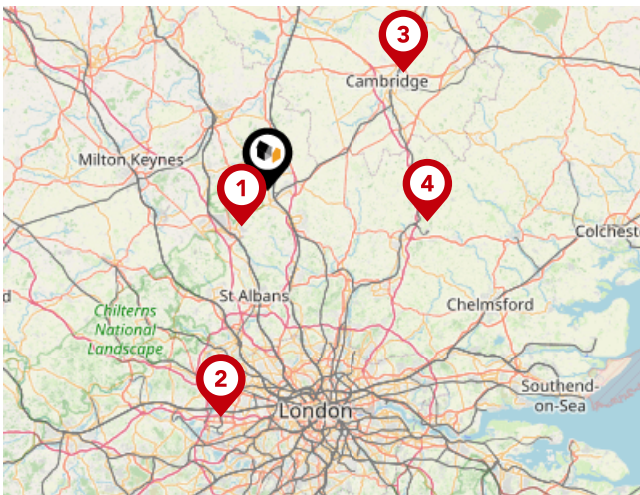 3
Cambridge
Milton Keynes
1
4
Colchest
d
St Albans
Chelmsford
Chilterns
National
Landscape
2
Southend-
on-Sea
London